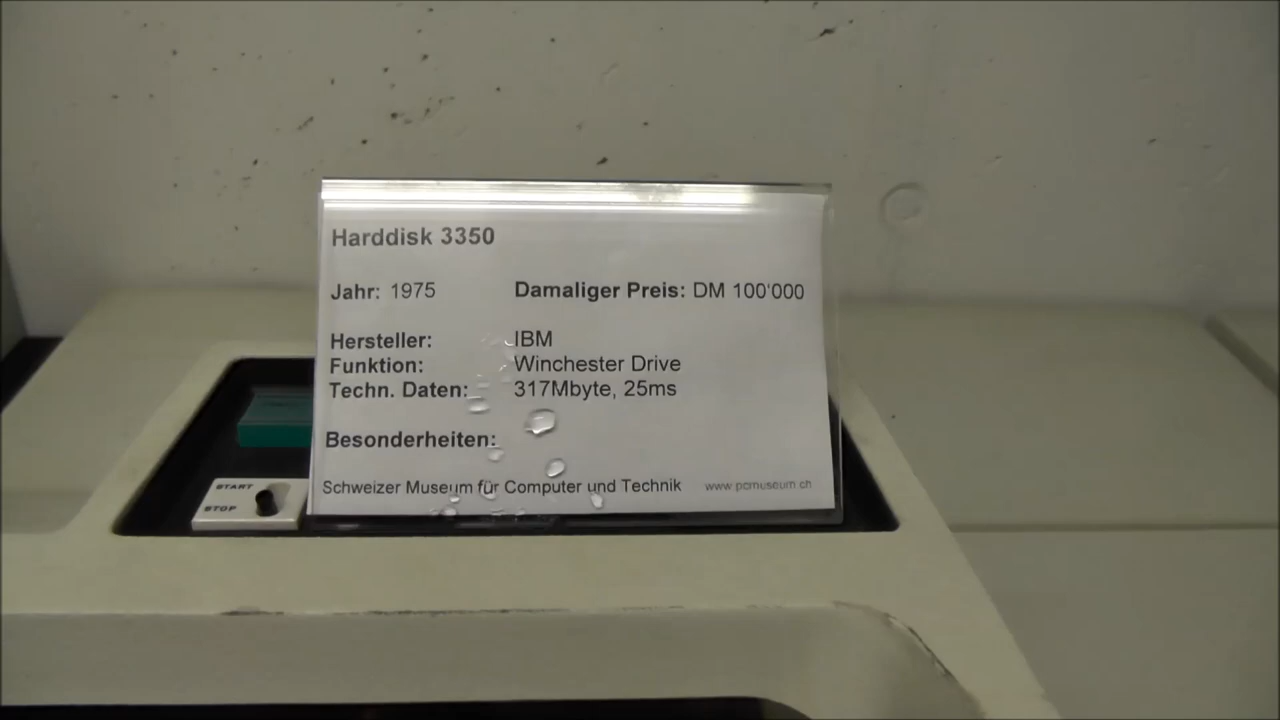 Harddisk 3350
Jahr: 1975 Damaliger Preis: DM 100'000
Hersteller: IBM
Funktion: Winchester Drive
Techn. Daten: 317Mbyte, 25ms
Besonderheiten:
Schweizer Museum für Computer und Technik www.pcmuseum.ch
START
STOP